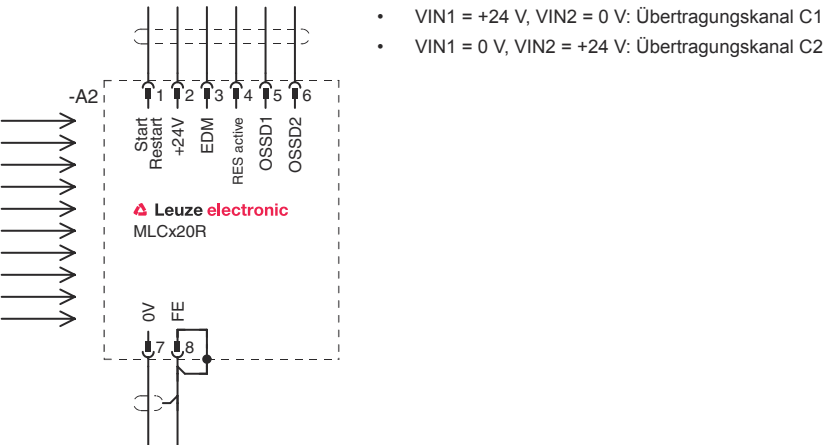 • VIN1 = +24 V, VIN2 = 0 V: Übertragungskanal C1
• VIN1 = 0 V, VIN2 = +24 V: Übertragungskanal C2
-A2
1 2 3 4 5 6
Start
Restart
+24V
EDM
RES active
OSSD1
OSSD2
Leuze electronic
MLCx20R
0V
FE
7 8